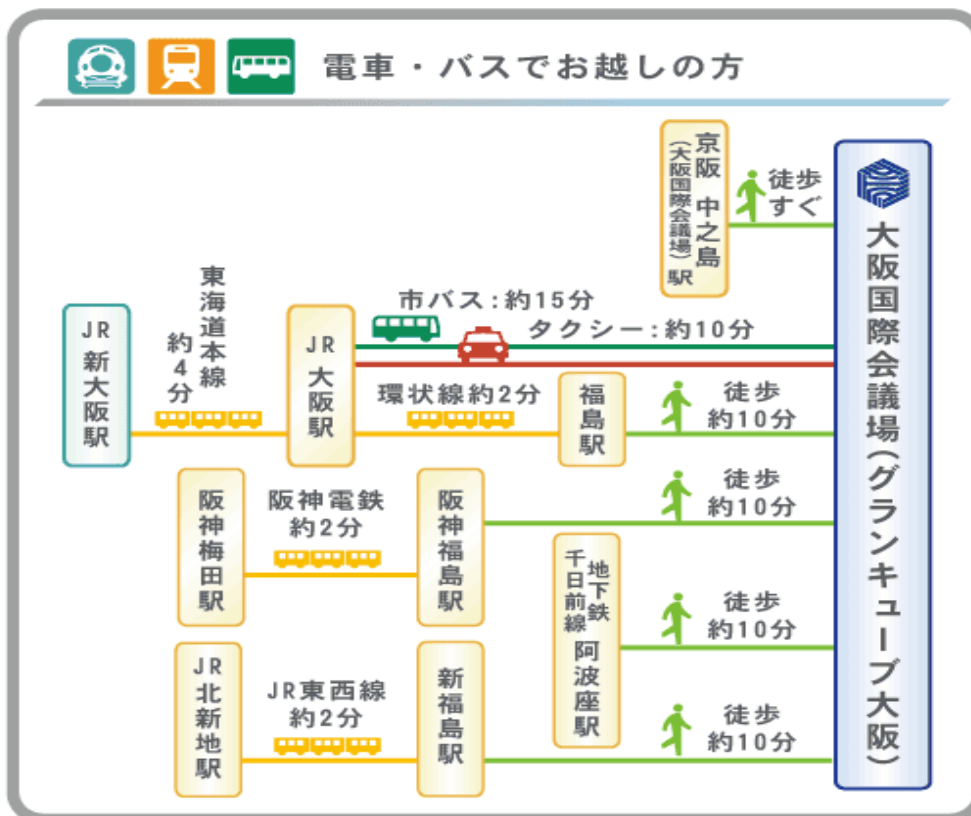 電車・バスでお越しの方
京阪 中之島駅
(大阪国際会議場)
徒歩
すぐ
大阪国際会議場(グランキューブ大阪)
JR 新大阪駅
東海道本線
約4分
JR 大阪駅
市バス:約15分
タクシー:約10分
環状線約2分
福島駅
徒歩
約10分
阪神梅田駅
阪神電鉄
約2分
阪神福島駅
徒歩
約10分
地下鉄
千日前線
阿波座駅
徒歩
約10分
JR 北新地駅
JR東西線
約2分
新福島駅
徒歩
約10分